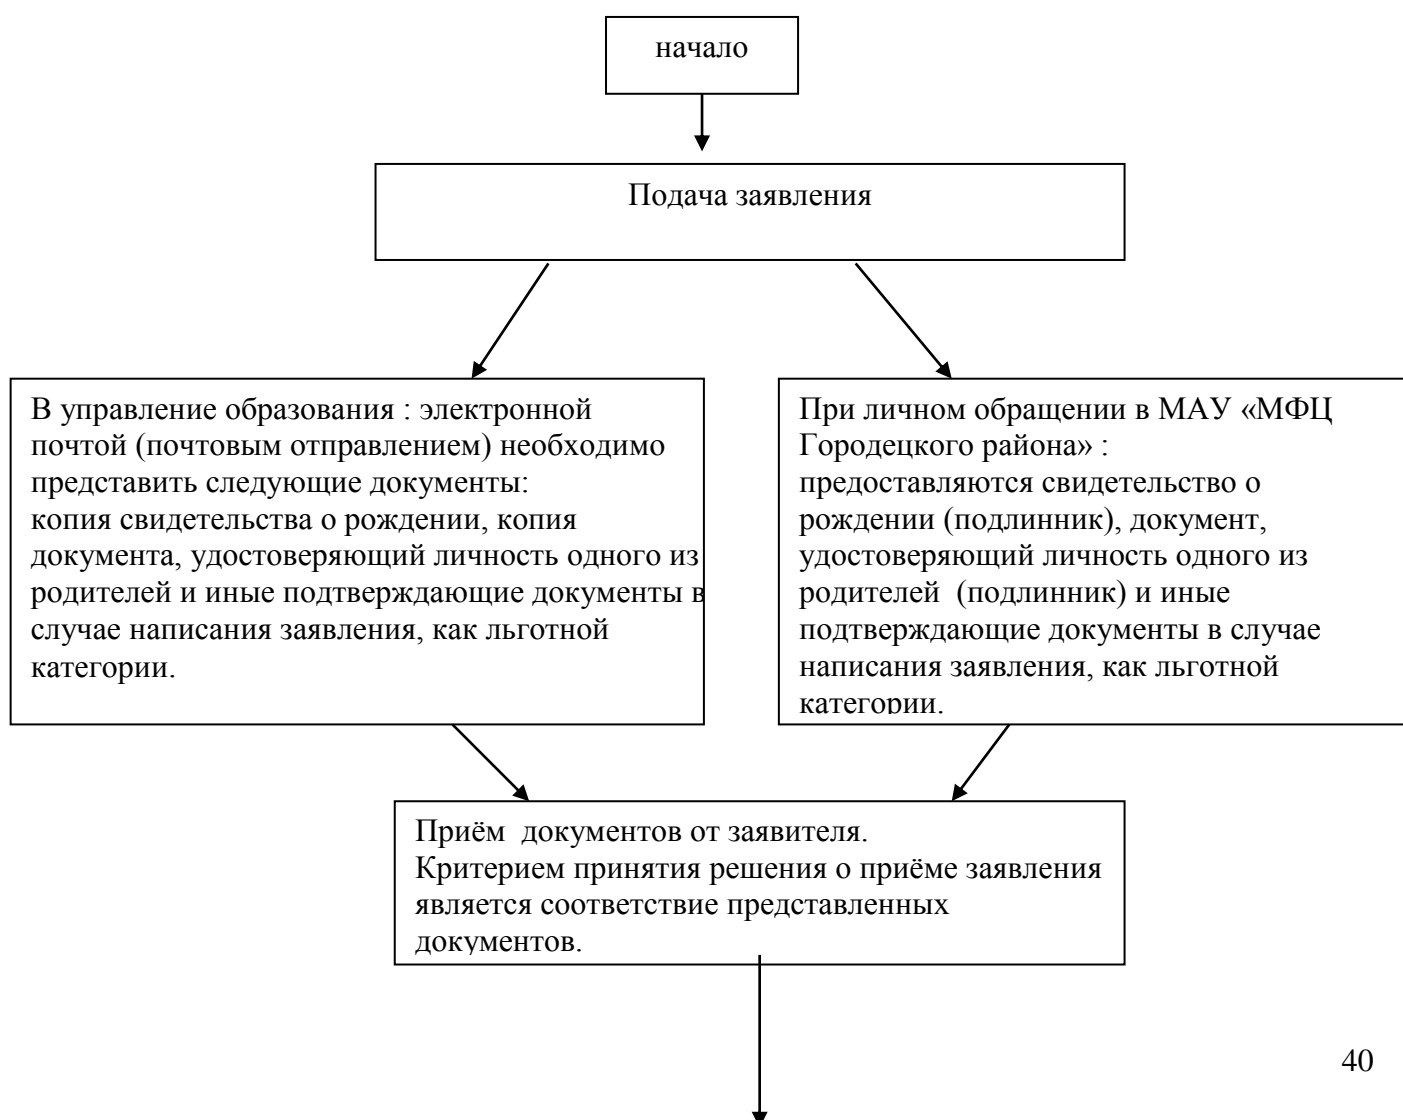 начало
Подача заявления
В управление образования : электронной
почтой (почтовым отправлением) необходимо
представить следующие документы:
копия свидетельства о рождении, копия
документа, удостоверяющий личность одного из
родителей и иные подтверждающие документы в
случае написания заявления, как льготной
категории.
При личном обращении в МАУ «МФЦ
Городецкого района» :
предоставляются свидетельство о
рождении (подлинник), документ,
удостоверяющий личность одного из
родителей  (подлинник) и иные
подтверждающие документы в случае
написания заявления, как льготной
категории.
Приём  документов от заявителя.
Критерием принятия решения о приёме заявления
является соответствие представленных
документов.
40